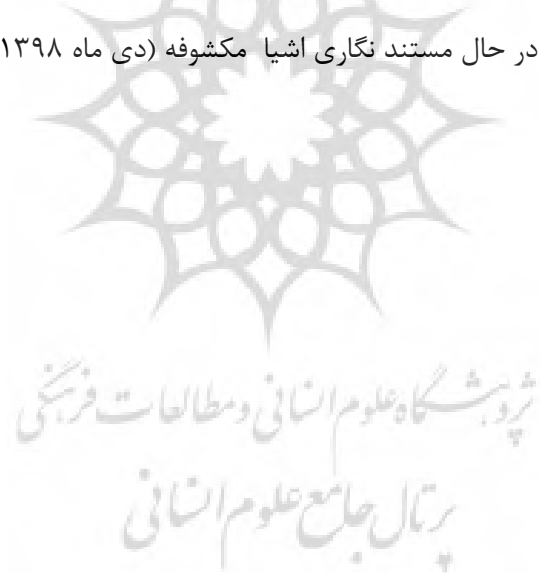 در حال مستند نگاری اشیا مکشوفه (دی ماه ۱۳۹۸
پژوهشگاه علوم انسانی و مطالعات فرهنگی
پرتال جامع علوم انسانی